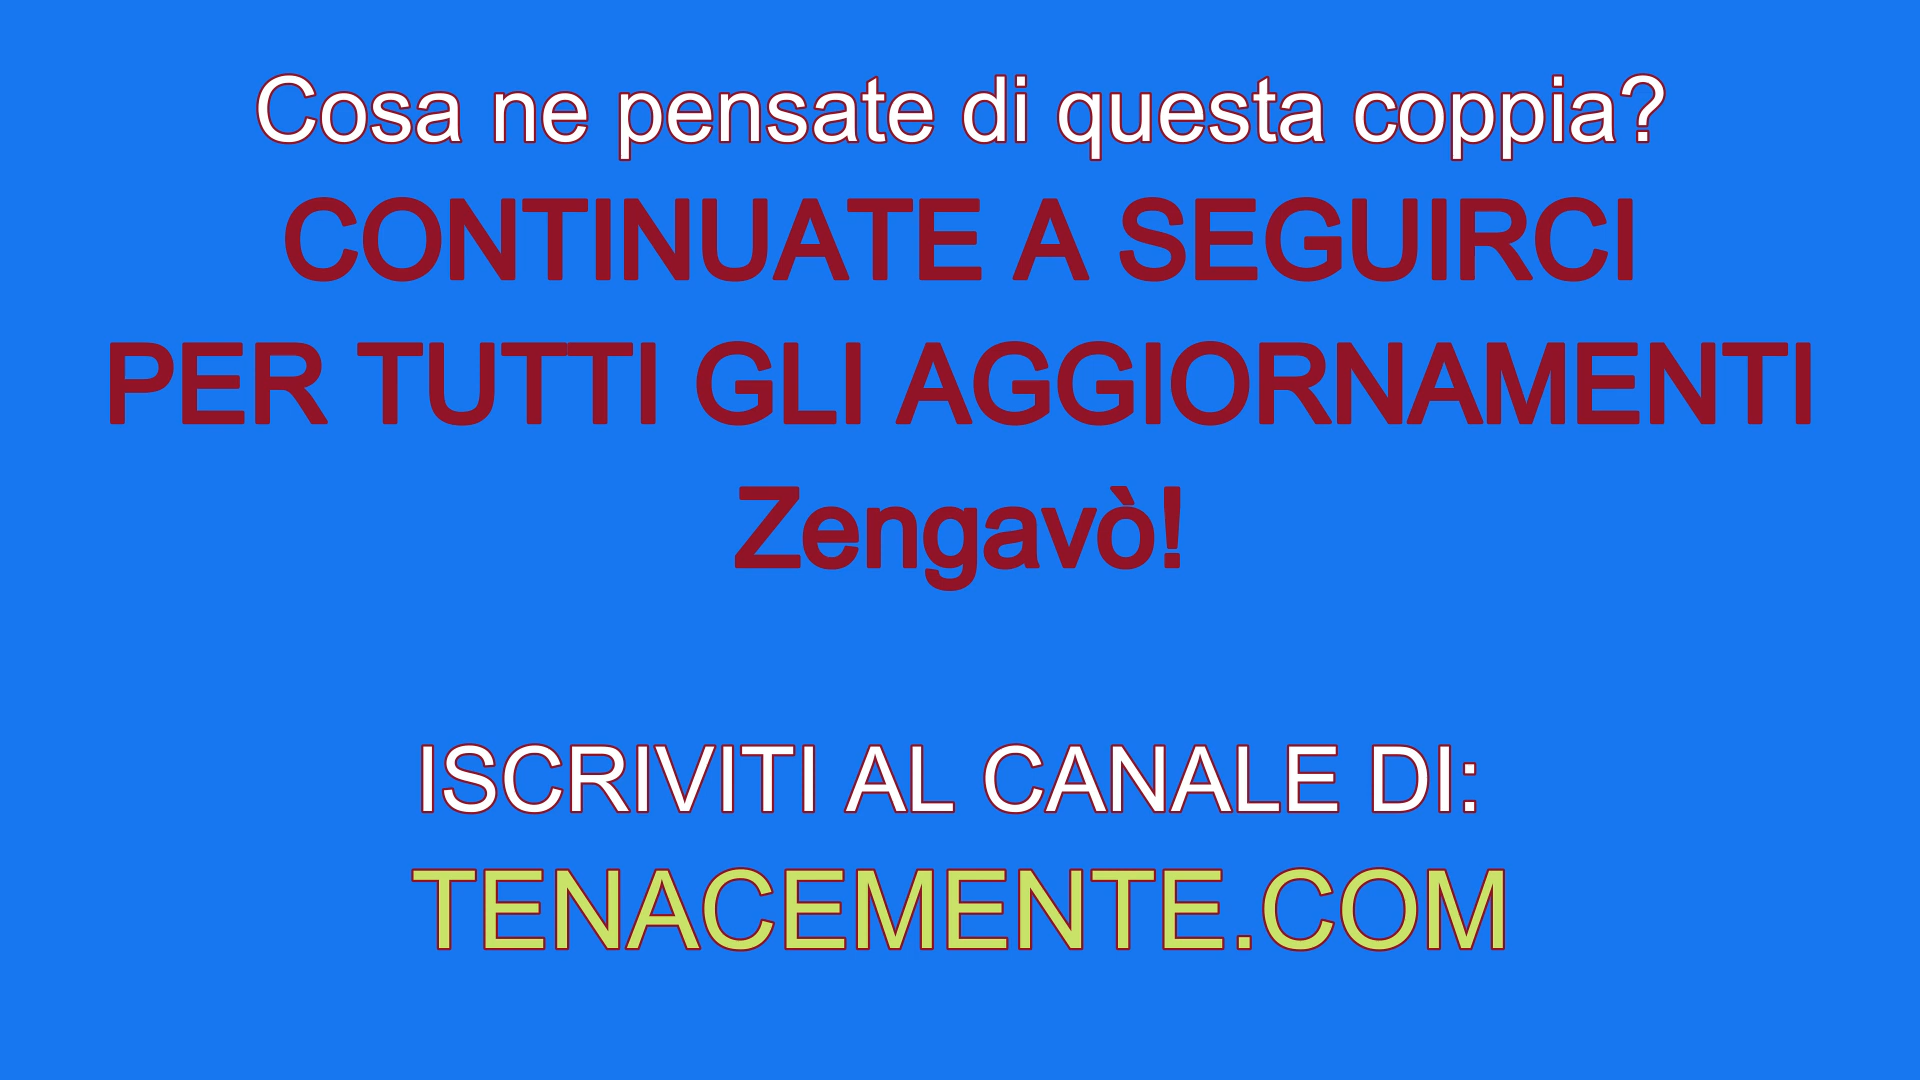 Cosa ne pensate di questa coppia?
CONTINUATE A SEGUIRCI
PER TUTTI GLI AGGIORNAMENTI
Zengavò!
ISCRIVITI AL CANALE DI:
TENACEMENTE.COM